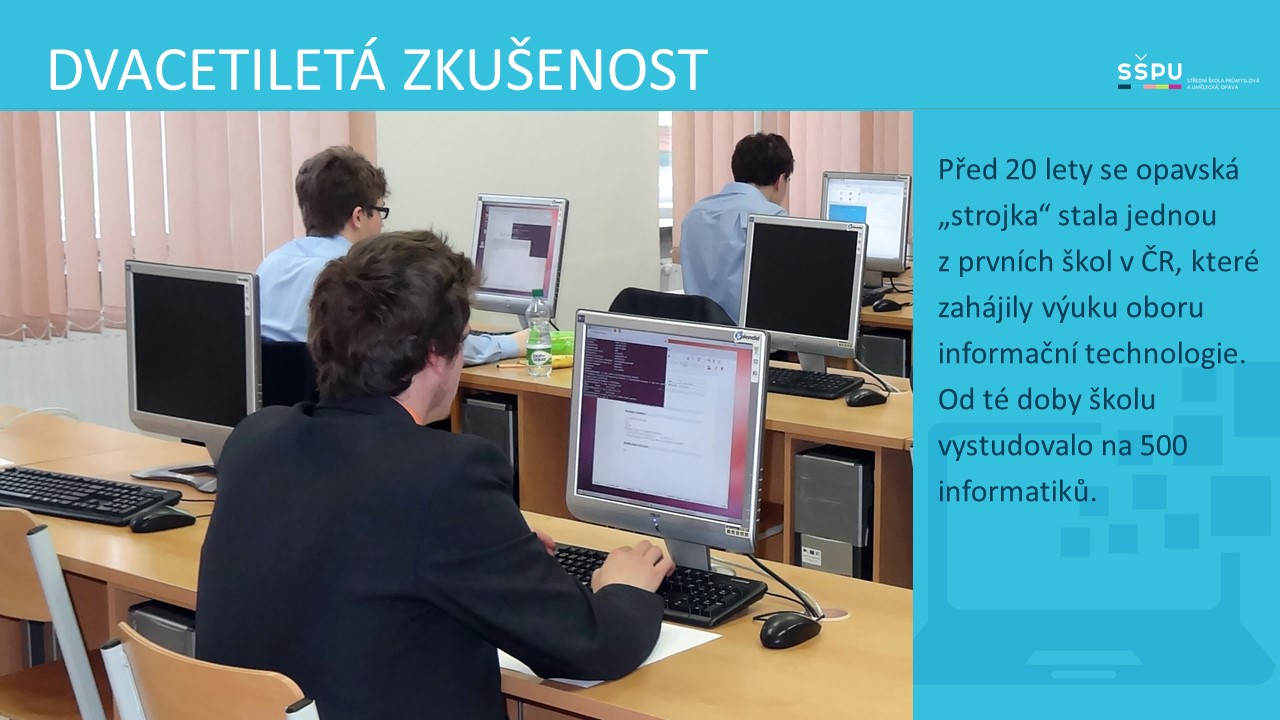 DVACETILETÁ ZKUŠENOST
SŠPU
STŘEDNÍ ŠKOLA PRŮMYSLOVÁ
A UMĚLECKÁ, OPAVA
Před 20 lety se opavská
„strojka“ stala jednou
z prvních škol v ČR, které
zahájily výuku oboru
informační technologie.
Od té doby školu
vystudovalo na 500
informatiků.